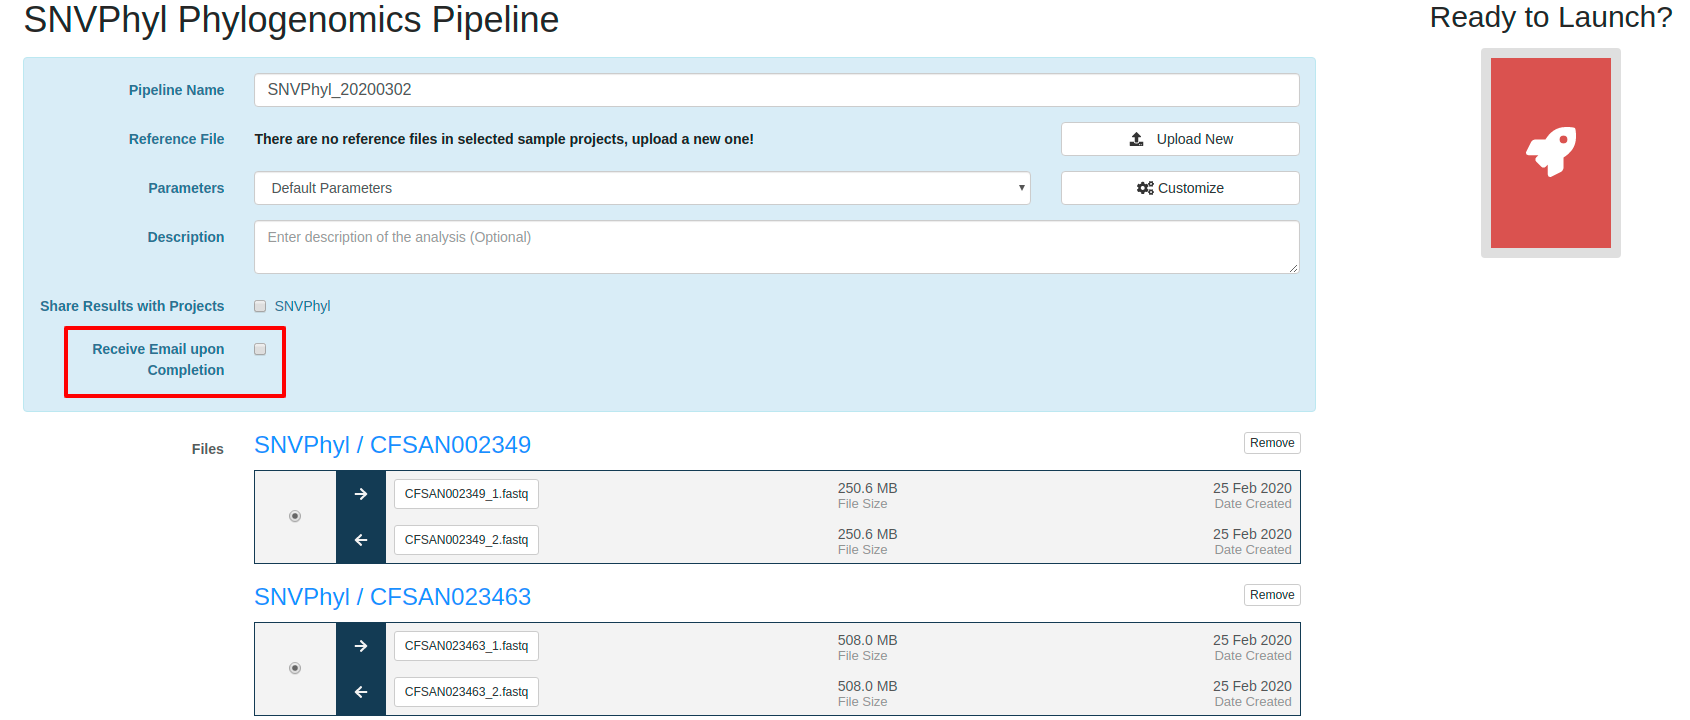 SNVPhyl Phylogenomics Pipeline
Ready to Launch?
Pipeline Name
SNVPhyl_20200302
Reference File
There are no reference files in selected sample projects, upload a new one!
Upload New
Parameters
Default Parameters
Customize
Description
Enter description of the analysis (Optional)
Share Results with Projects
SNVPhyl
Receive Email upon
Completion
Files
SNVPhyl / CFSAN002349
Remove
CFSAN002349_1.fastq
250.6 MB
File Size
25 Feb 2020
Date Created
CFSAN002349_2.fastq
250.6 MB
File Size
25 Feb 2020
Date Created
SNVPhyl / CFSAN023463
Remove
CFSAN023463_1.fastq
508.0 MB
File Size
25 Feb 2020
Date Created
CFSAN023463_2.fastq
508.0 MB
File Size
25 Feb 2020
Date Created